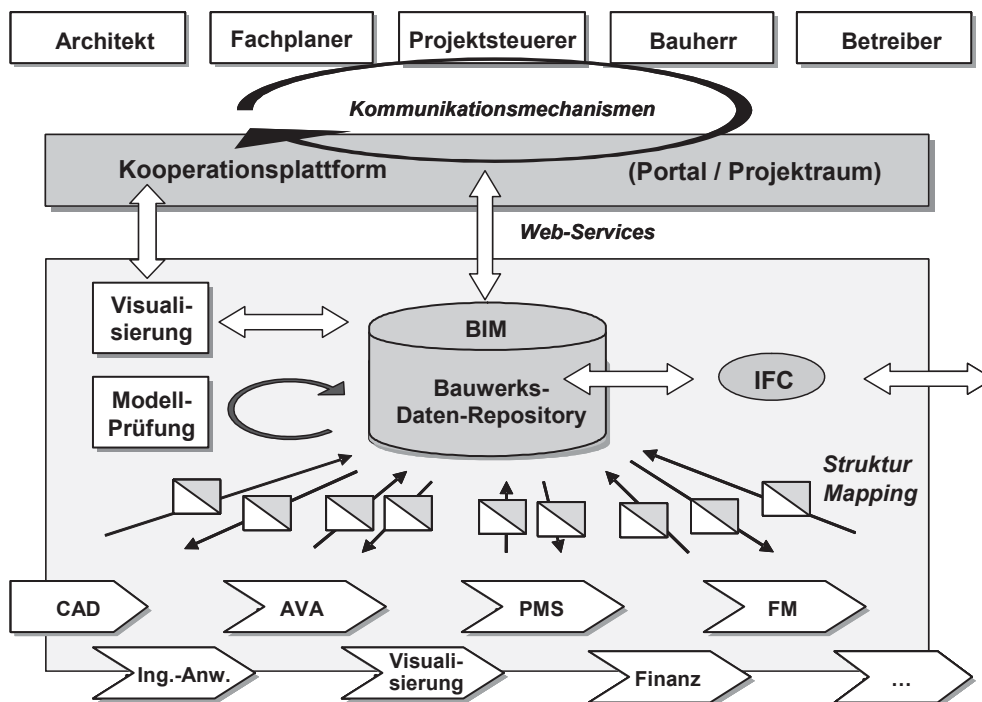 Architekt
Fachplaner
Projektsteuerer
Bauherr
Betreiber
Kommunikationsmechanismen
Kooperationsplattform
(Portal / Projektraum)
Web-Services
Visuali-
sierung
BIM
Bauwerks-
Daten-Repository
IFC
Modell-
Prüfung
Struktur
Mapping
CAD
AVA
PMS
FM
Ing.-Anw.
Visuali-
sierung
Finanz
...